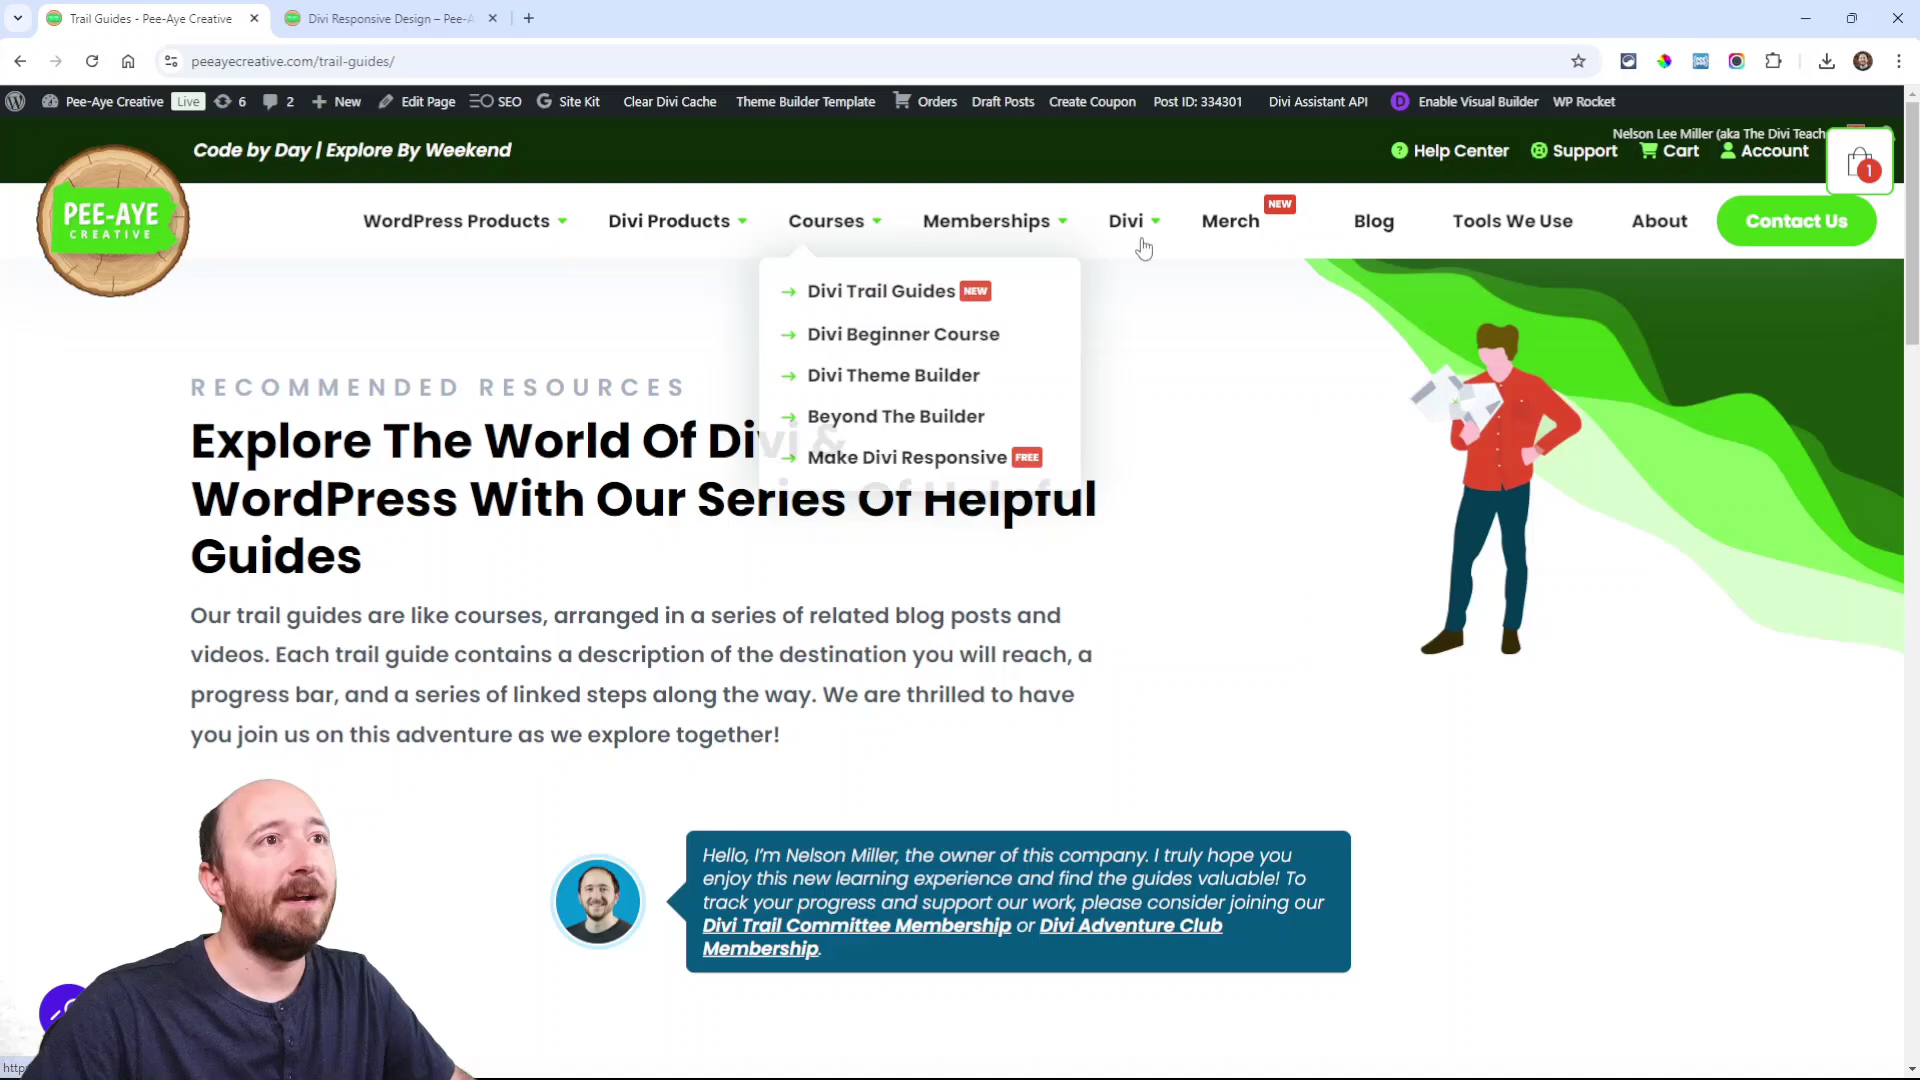 Trail Guides - Pee-Aye Creative
Divi Responsive Design – Pee-A
peeayecreative.com/trail-guides/
Pee-Aye Creative Live 6 2 New Edit Page SEO Site Kit Clear Divi Cache Theme Builder Template Orders Draft Posts Create Coupon Post ID: 334301 Divi Assistant API Enable Visual Builder WP Rocket
Nelson Lee Miller (aka The Divi Teach
Code by Day | Explore By Weekend
Help Center Support Cart Account
1
PEE-AYE
CREATIVE
WordPress Products Divi Products Courses Memberships Divi Merch NEW Blog Tools We Use About Contact Us
Divi Trail Guides NEW
Divi Beginner Course
Divi Theme Builder
Beyond The Builder
Make Divi Responsive FREE
RECOMMENDED RESOURCES
Explore The World Of Divi &
WordPress With Our Series Of Helpful
Guides
Our trail guides are like courses, arranged in a series of related blog posts and
videos. Each trail guide contains a description of the destination you will reach, a
progress bar, and a series of linked steps along the way. We are thrilled to have
you join us on this adventure as we explore together!
Hello, I'm Nelson Miller, the owner of this company. I truly hope you
enjoy this new learning experience and find the guides valuable! To
track your progress and support our work, please consider joining our
Divi Trail Committee Membership or Divi Adventure Club
Membership.